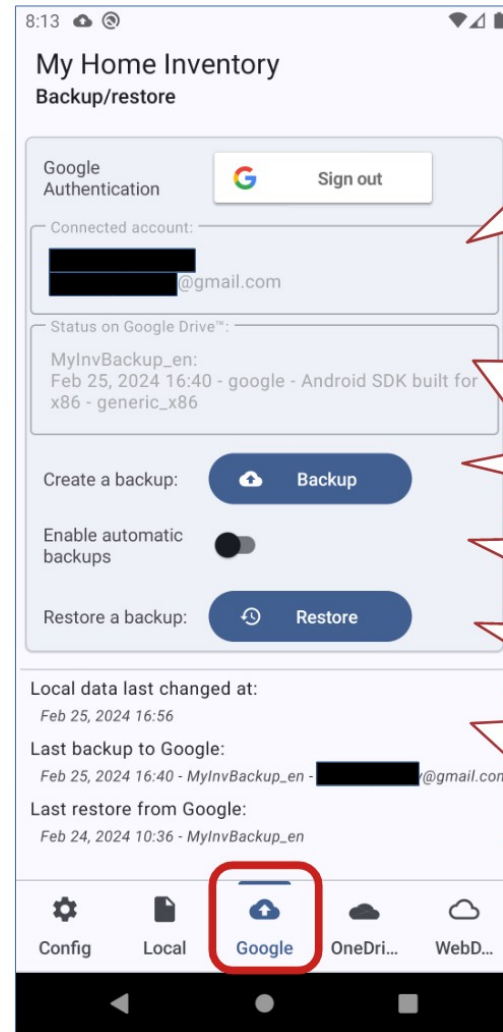 8:13
My Home Inventory
Backup/restore
Google
Authentication
Sign out
Connected account:
@gmail.com
Status on Google Drive™:
MyInvBackup_en:
Feb 25, 2024 16:40 - google - Android SDK built for
x86 - generic_x86
Create a backup:
Backup
Enable automatic
backups
Restore a backup:
Restore
Local data last changed at:
Feb 25, 2024 16:56
Last backup to Google:
Feb 25, 2024 16:40 - MyInvBackup_en - @gmail.com
Last restore from Google:
Feb 24, 2024 10:36 - MyInvBackup_en
Config Local Google OneDri... WebD...